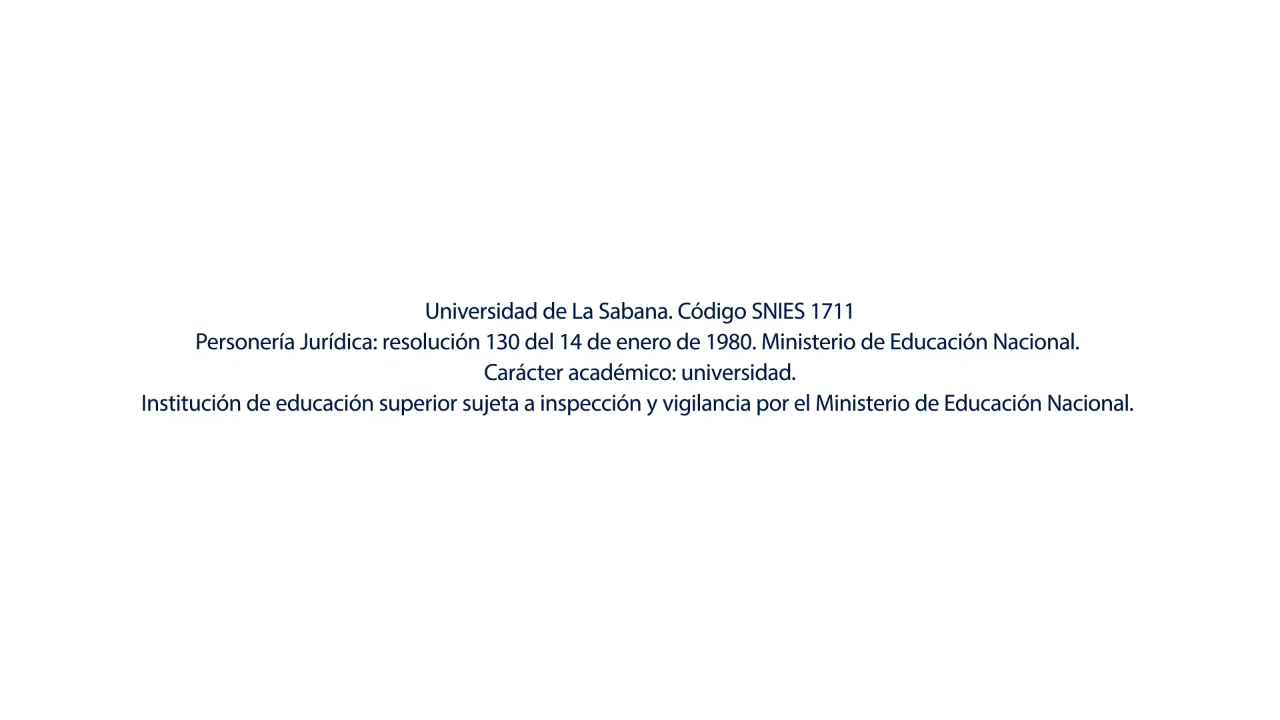 Universidad de La Sabana. Código SNIES 1711
Personería Jurídica: resolución 130 del 14 de enero de 1980. Ministerio de Educación Nacional.
Carácter académico: universidad.
Institución de educación superior sujeta a inspección y vigilancia por el Ministerio de Educación Nacional.